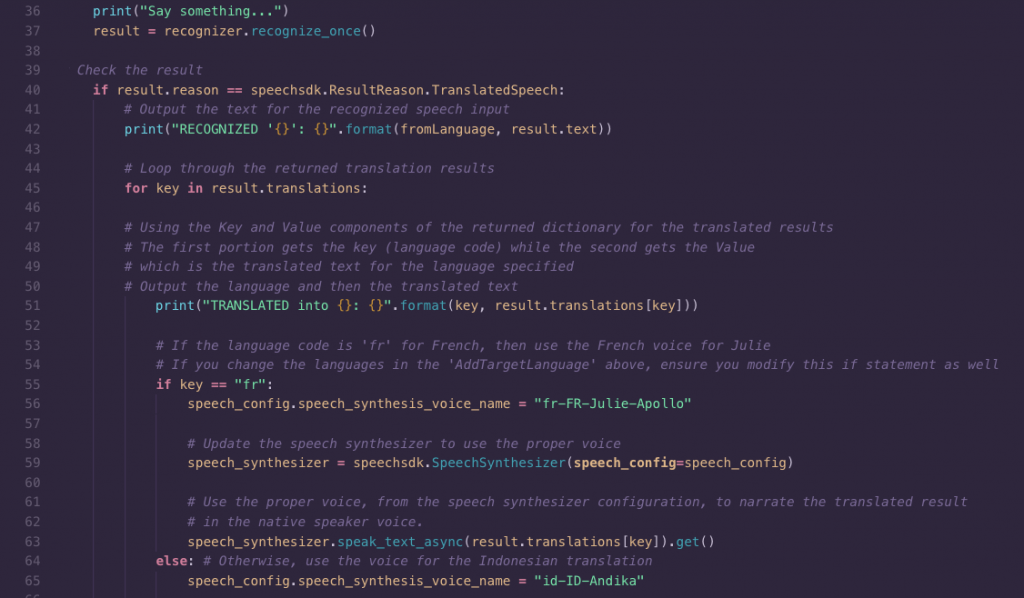 36 print("Say something...")
37 result = recognizer.recognize_once()
38
39 Check the result
40 if result.reason == speechsdk.ResultReason.TranslatedSpeech:
41 # Output the text for the recognized speech input
42 print("RECOGNIZED '{}': {}".format(fromLanguage, result.text))
43
44 # Loop through the returned translation results
45 for key in result.translations:
46
47 # Using the Key and Value components of the returned dictionary for the translated results
48 # The first portion gets the key (language code) while the second gets the Value
49 # which is the translated text for the language specified
50 # Output the language and then the translated text
51 print("TRANSLATED into {}: {}".format(key, result.translations[key]))
52
53 # If the language code is 'fr' for French, then use the French voice for Julie
54 # If you change the languages in the 'AddTargetLanguage' above, ensure you modify this if statement as well
55 if key == "fr":
56 speech_config.speech_synthesis_voice_name = "fr-FR-Julie-Apollo"
57
58 # Update the speech synthesizer to use the proper voice
59 speech_synthesizer = speechsdk.SpeechSynthesizer(speech_config=speech_config)
60
61 # Use the proper voice, from the speech synthesizer configuration, to narrate the translated result
62 # in the native speaker voice.
63 speech_synthesizer.speak_text_async(result.translations[key]).get()
64 else: # Otherwise, use the voice for the Indonesian translation
65 speech_config.speech_synthesis_voice_name = "id-ID-Andika"